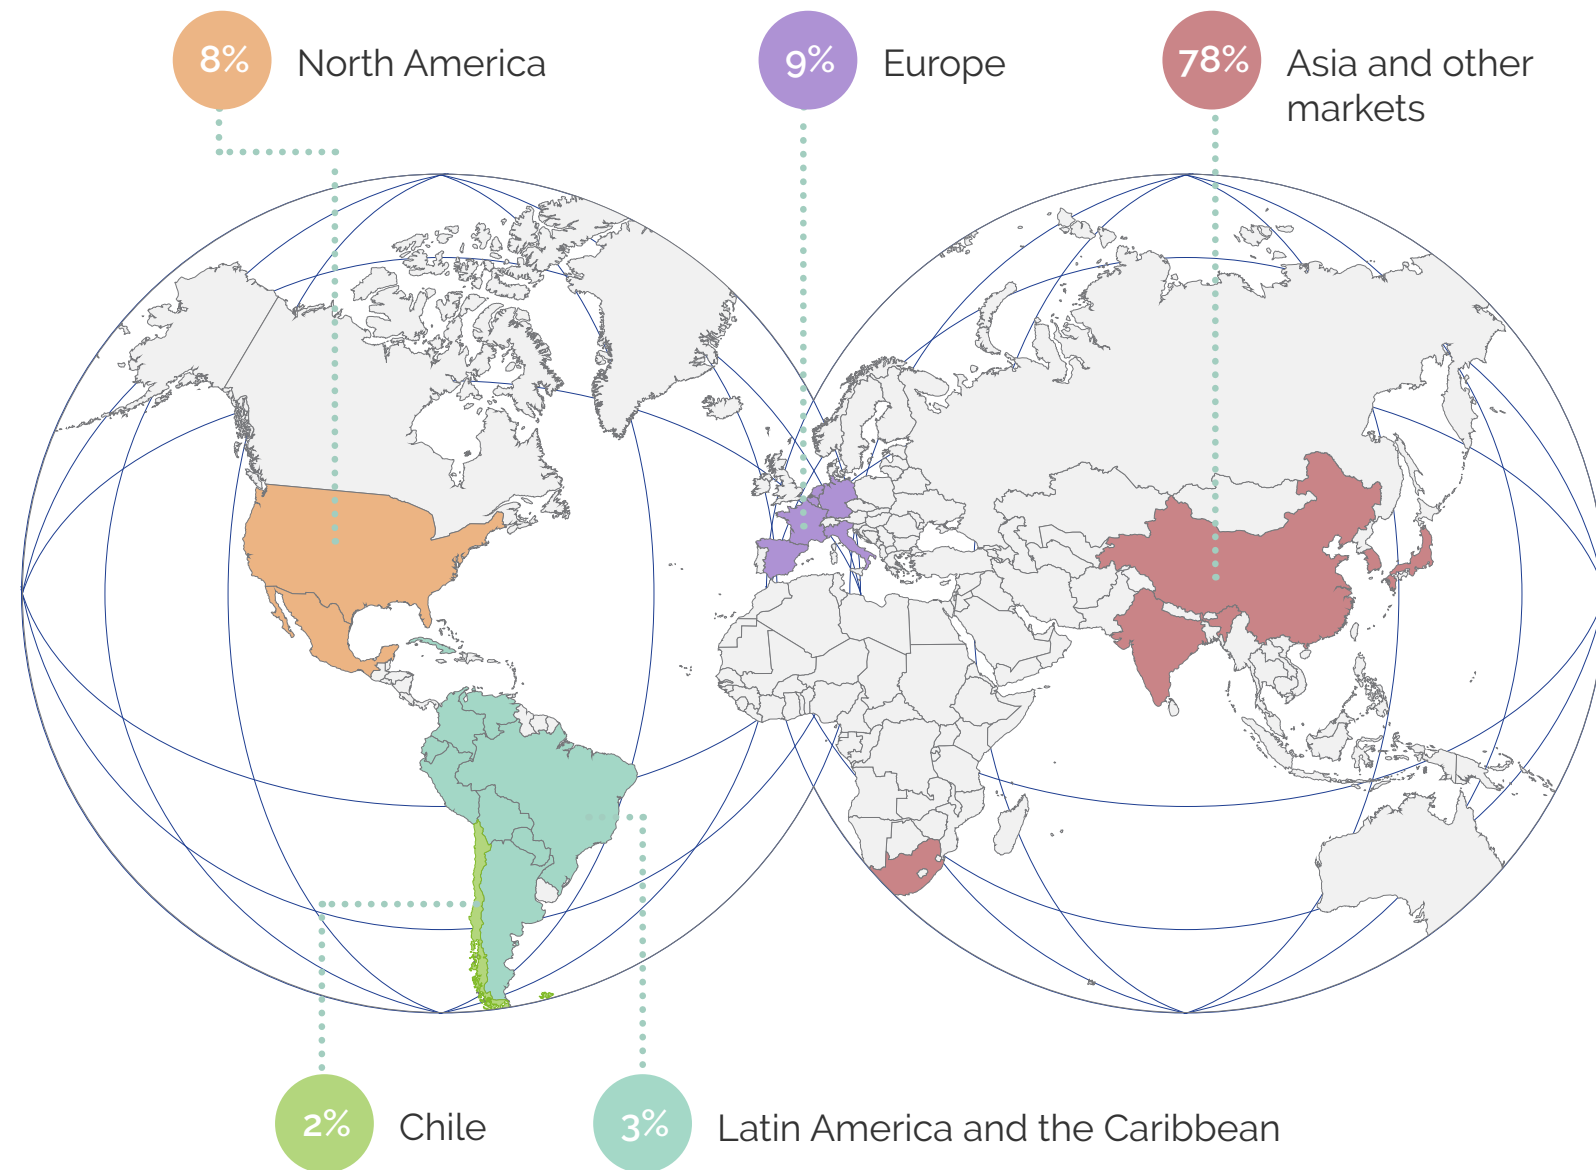 8% North America
9% Europe
78% Asia and other
markets
2% Chile
3% Latin America and the Caribbean